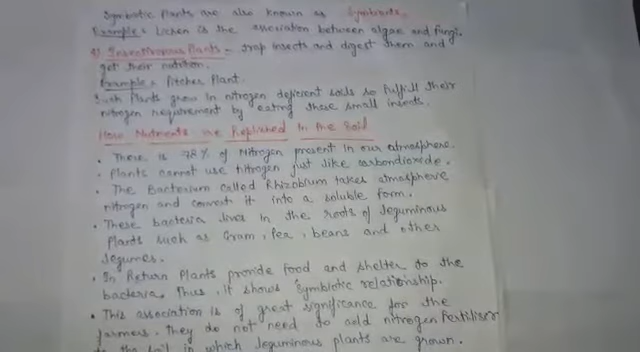 Symbiotic Plants are also known as Symbionts.
Example: Lichen is the association between algae and fungi.
Insectivorous Plants - trap insects and digest them and
get their nutrition.
Example: Pitcher Plant.
Such Plants grow in nitrogen deficient soils so fulfill their
nitrogen requirement by eating these small insects.
How Nutrients are Replenished In the Soil
• There is 78% of Nitrogen present in our atmosphere.
• Plants cannot use nitrogen just like carbondioxide.
• The Bacterium called Rhizobium takes atmospheric
nitrogen and convert it into a soluble form.
• These bacteria lives in the roots of leguminous
Plants such as Gram, Pea, beans and other
legumes.
• In Return Plants provide food and shelter to the
bacteria. Thus, It shows Symbiotic relationship.
• This association is of great significance for the
farmers. they do not need to add nitrogen Fertiliser
to the soil in which leguminous plants are grown.